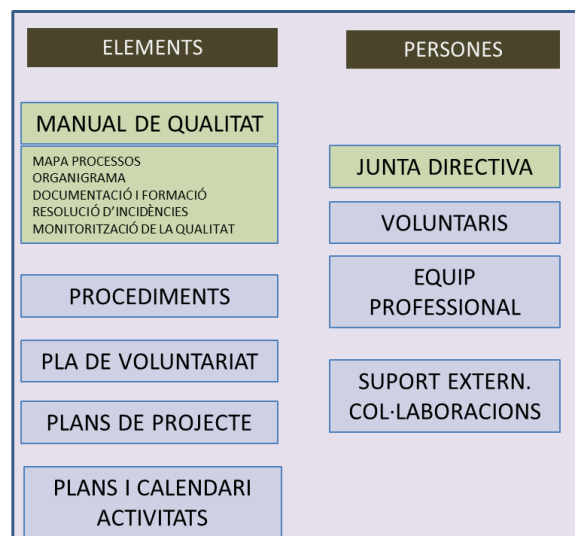 ELEMENTS
MANUAL DE QUALITAT
MAPA PROCESSOS
ORGANIGRAMA
DOCUMENTACIÓ I FORMACIÓ
RESOLUCIÓ D'INCIDÈNCIES
MONITORITZACIÓ DE LA QUALITAT
PROCEDIMENTS
PLA DE VOLUNTARIAT
PLANS DE PROJECTE
PLANS I CALENDARI
ACTIVITATS
PERSONES
JUNTA DIRECTIVA
VOLUNTARIS
EQUIP
PROFESSIONAL
SUPORT EXTERN.
COL·LABORACIONS